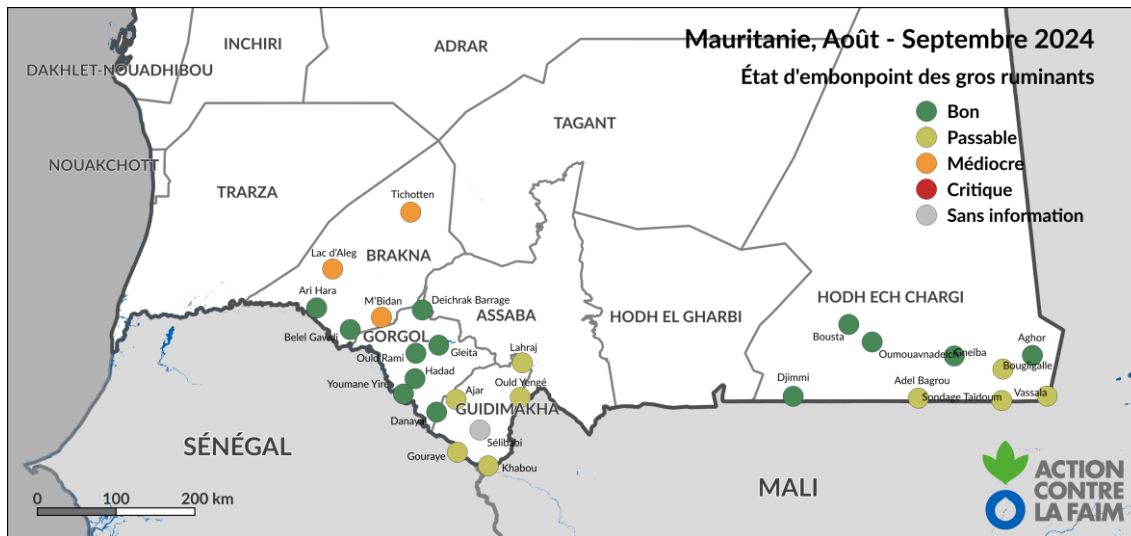 Mauritanie, Août - Septembre 2024
État d'embonpoint des gros ruminants
Bon
Passable
Médiocre
Critique
Sans information
INCHIRI
ADRAR
DAKHLET-NOUADHIBOU
TAGANT
NOUAKCHOTT
TRARZA
Tichotten
BRAKNA
Lac d'Aleg
Ari Hara
M'Bidan
Deichrak Barrage
ASSABA
HODH EL GHARBI
HODH ECH CHARGI
Belel Gawdi
GORGOL
Gleita
Ould Rami
Hadad
Lahraj
Youmane Yiré
Ajar
Ould Yengé
GUIDIMAKHA
Danayal
Sélibabi
Gouraye
Khabou
Bousta
Oumouavnadeich
Gneiba
Aghor
Bougligalle
Djimmi
Adel Bagrou
Sondage Taïdoum
Vassala
SÉNÉGAL
MALI
0 100 200 km
ACTION
CONTRE
LA FAIM